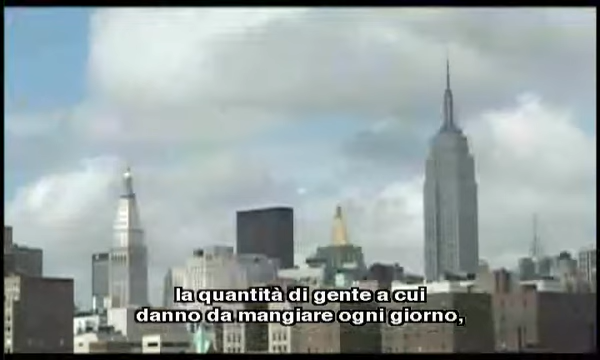 la quantità di gente a cui
danno da mangiare ogni giorno,